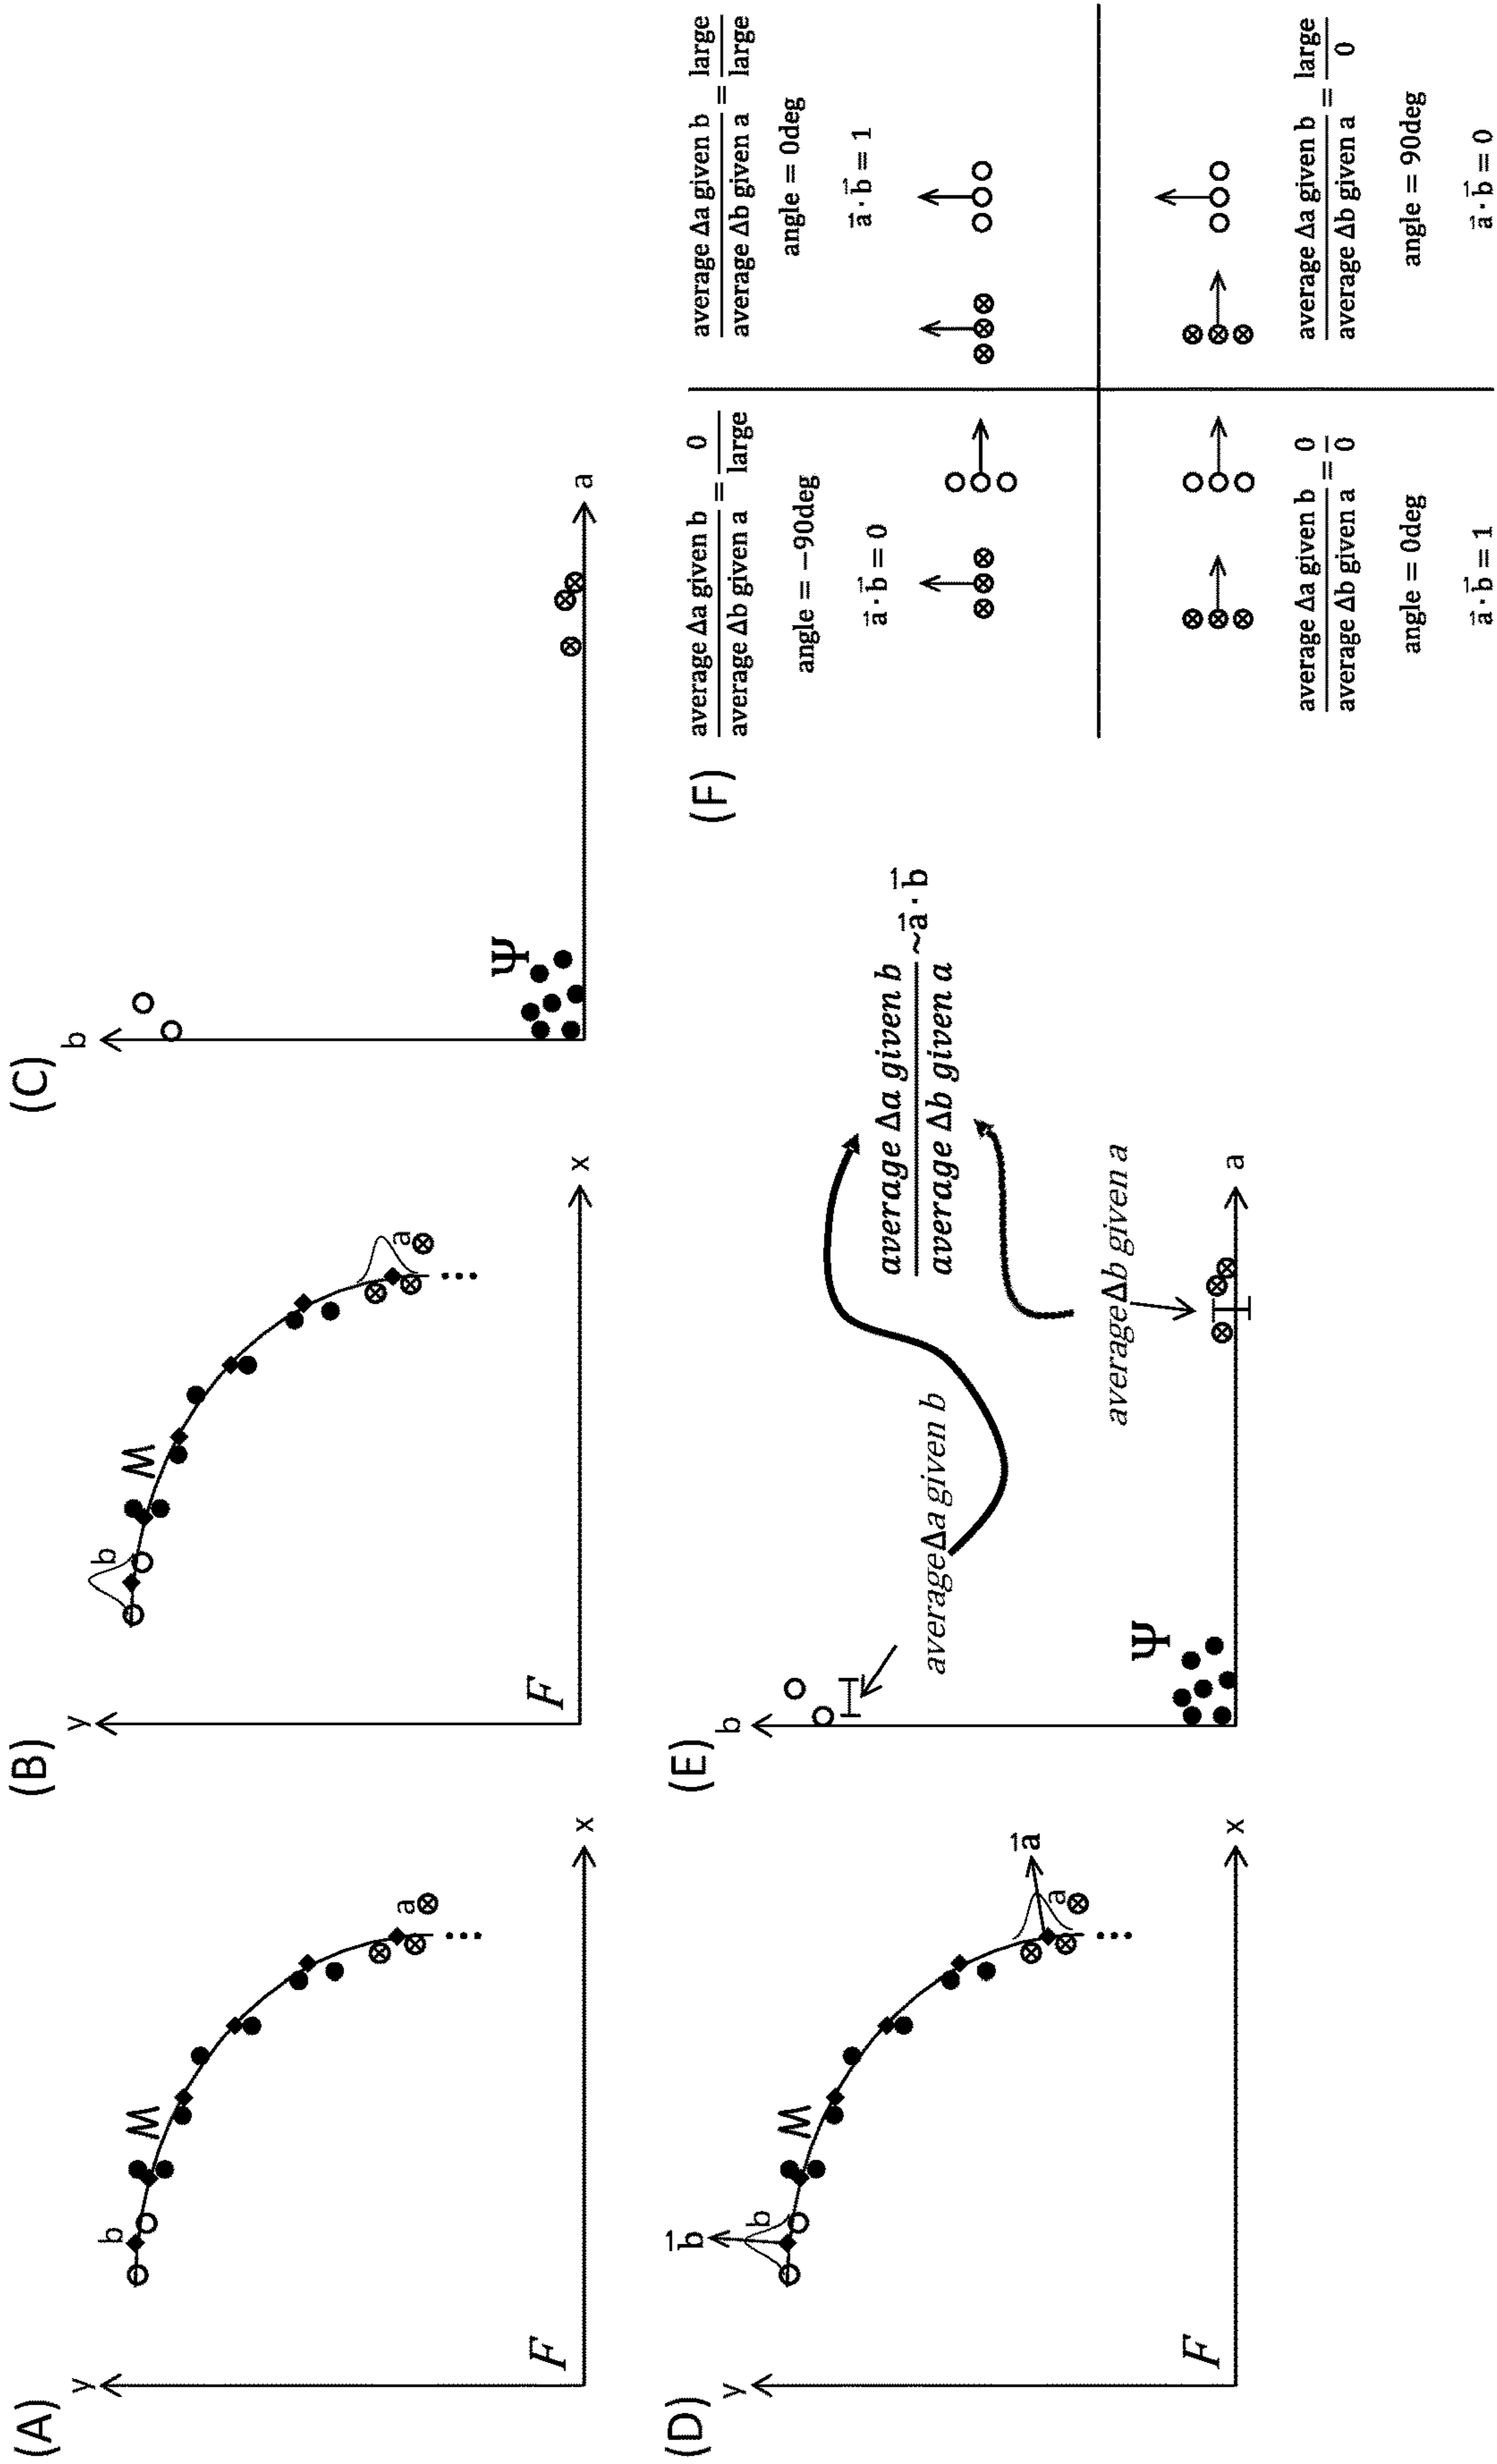 (A)
y
b
M
a
F
x
(B)
y
b
M
a
F
x
(C)
b
Ψ
a
(D)
y
b
b
M
a
a
F
x
(E)
b
average Δa given b
average Δa given b
average Δb given a
~a · b
average Δb given a
Ψ
a
(F)
average Δa given b
average Δb given a
=
0
large
angle = −90deg
a · b = 0
average Δa given b
average Δb given a
=
large
large
angle = 0deg
a · b = 1
average Δa given b
average Δb given a
=
0
0
angle = 0deg
a · b = 1
average Δa given b
average Δb given a
=
large
0
angle = 90deg
a · b = 0